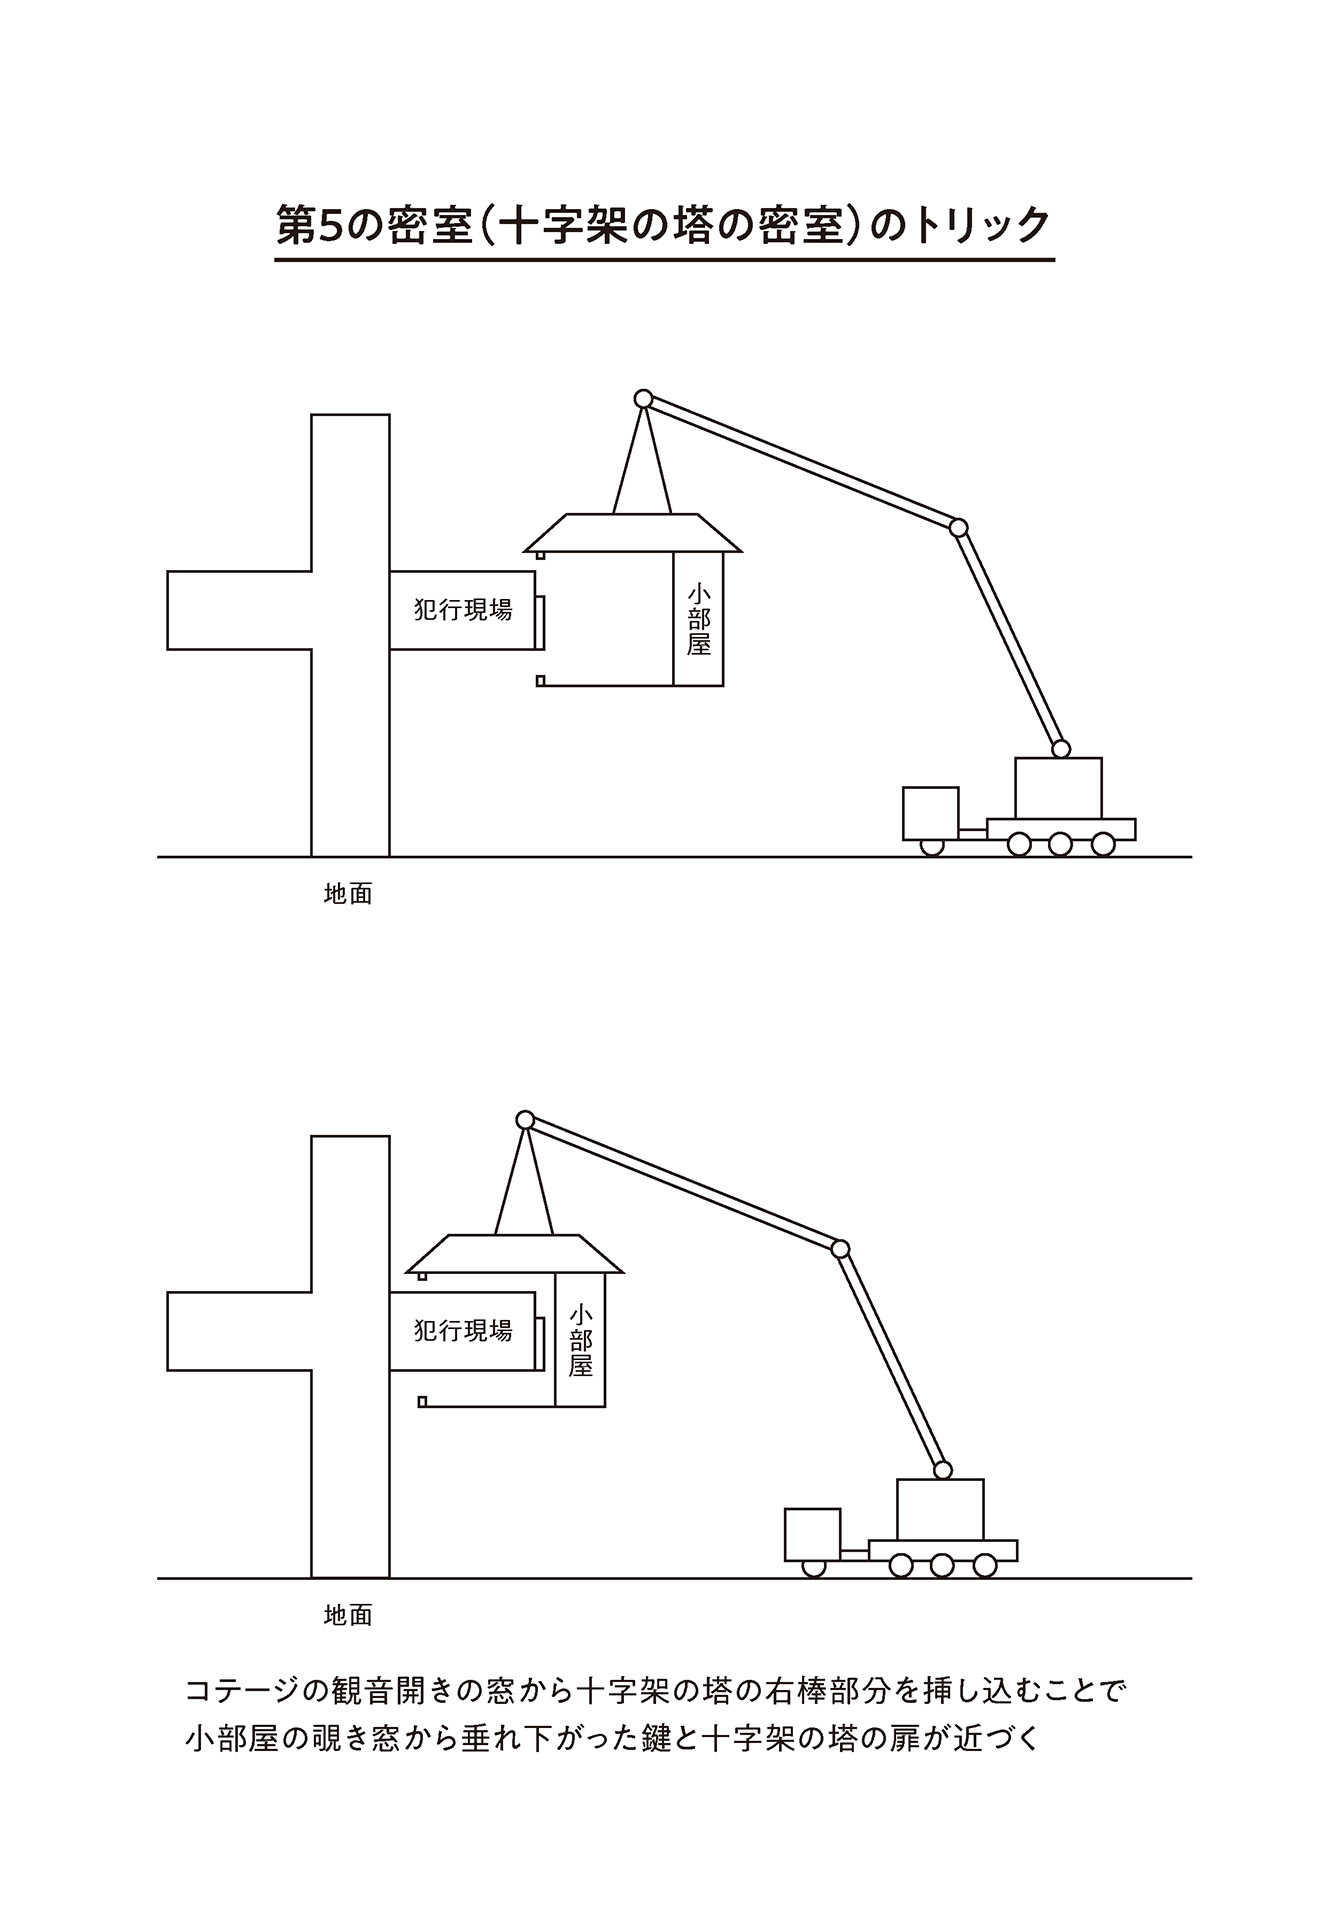 第5の密室(十字架の塔の密室)のトリック
犯行現場
小部屋
地面
犯行現場
小部屋
地面
コテージの観音開きの窓から十字架の塔の右棒部分を挿し込むことで
小部屋の覗き窓から垂れ下がった鍵と十字架の塔の扉が近づく